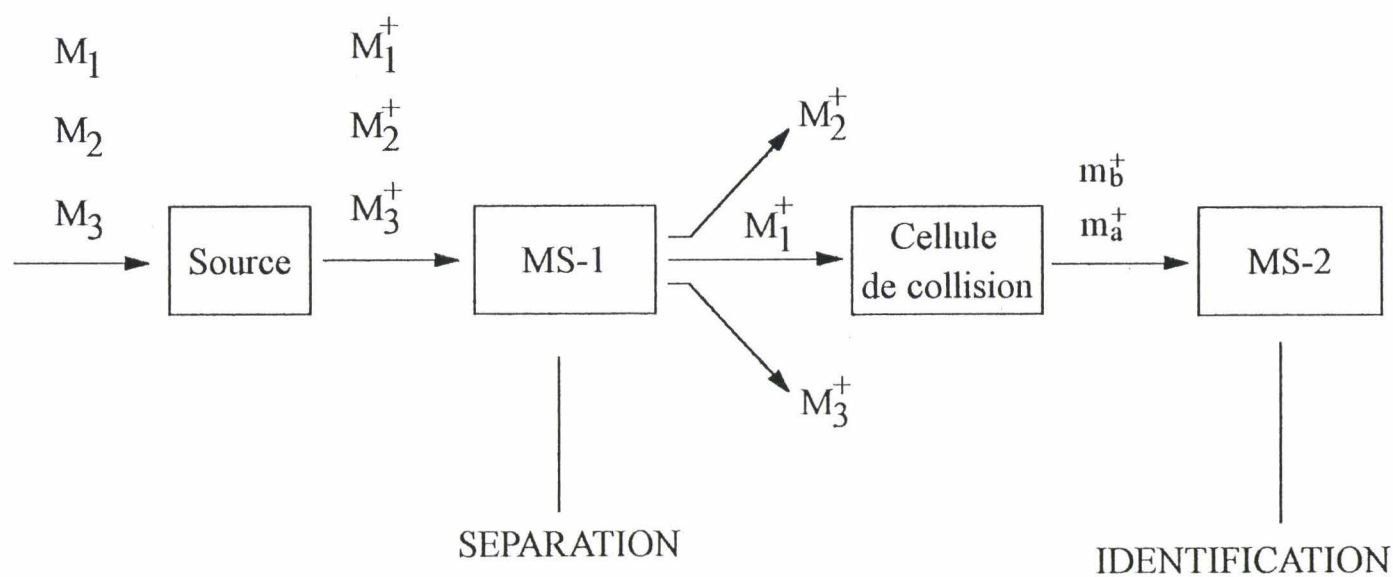 M₁
M₂
M₃
Source
M₁⁺
M₂⁺
M₃⁺
MS-1
M₂⁺
M₁⁺
M₃⁺
Cellule
de collision
m_b⁺
mₐ⁺
MS-2
SEPARATION
IDENTIFICATION